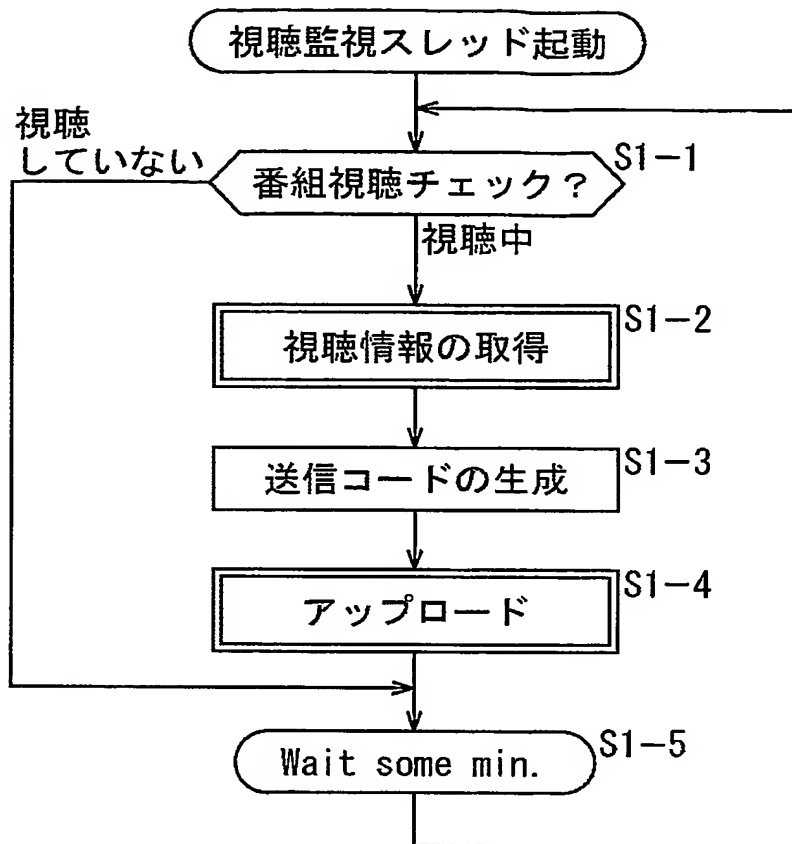 視聴監視スレッド起動
視聴
していない
番組視聴チェック？
S1−1
視聴中
視聴情報の取得
S1−2
送信コードの生成
S1−3
アップロード
S1−4
Wait some min.
S1−5